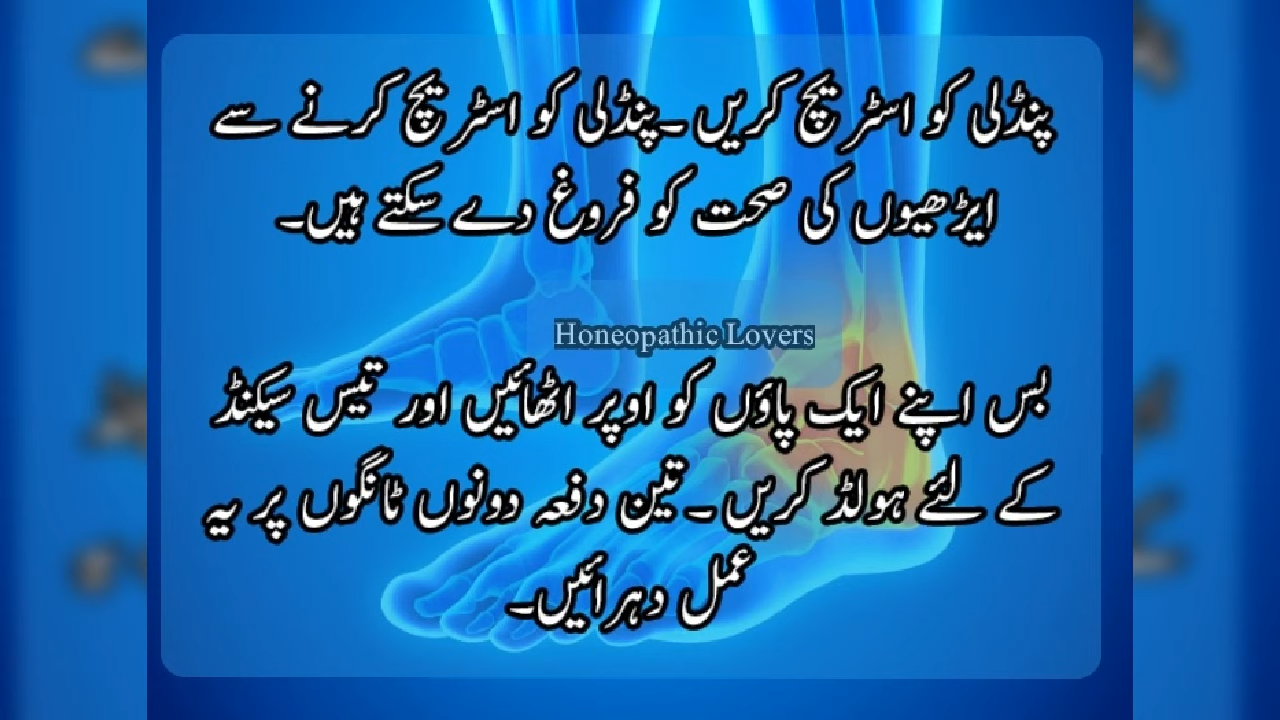 پنڈلی کو اسٹریچ کریں۔پنڈلی کو اسٹریچ کرنے سے
ایڑھیوں کی صحت کو فروغ دے سکتے ہیں۔
Honeopathic Lovers
بس اپنے ایک پاؤں کو اوپر اٹھائیں اور تیس سیکنڈ
کے لئے ہولڈ کریں۔تین دفعہ دونوں ٹانگوں پر یہ
عمل دہرائیں۔